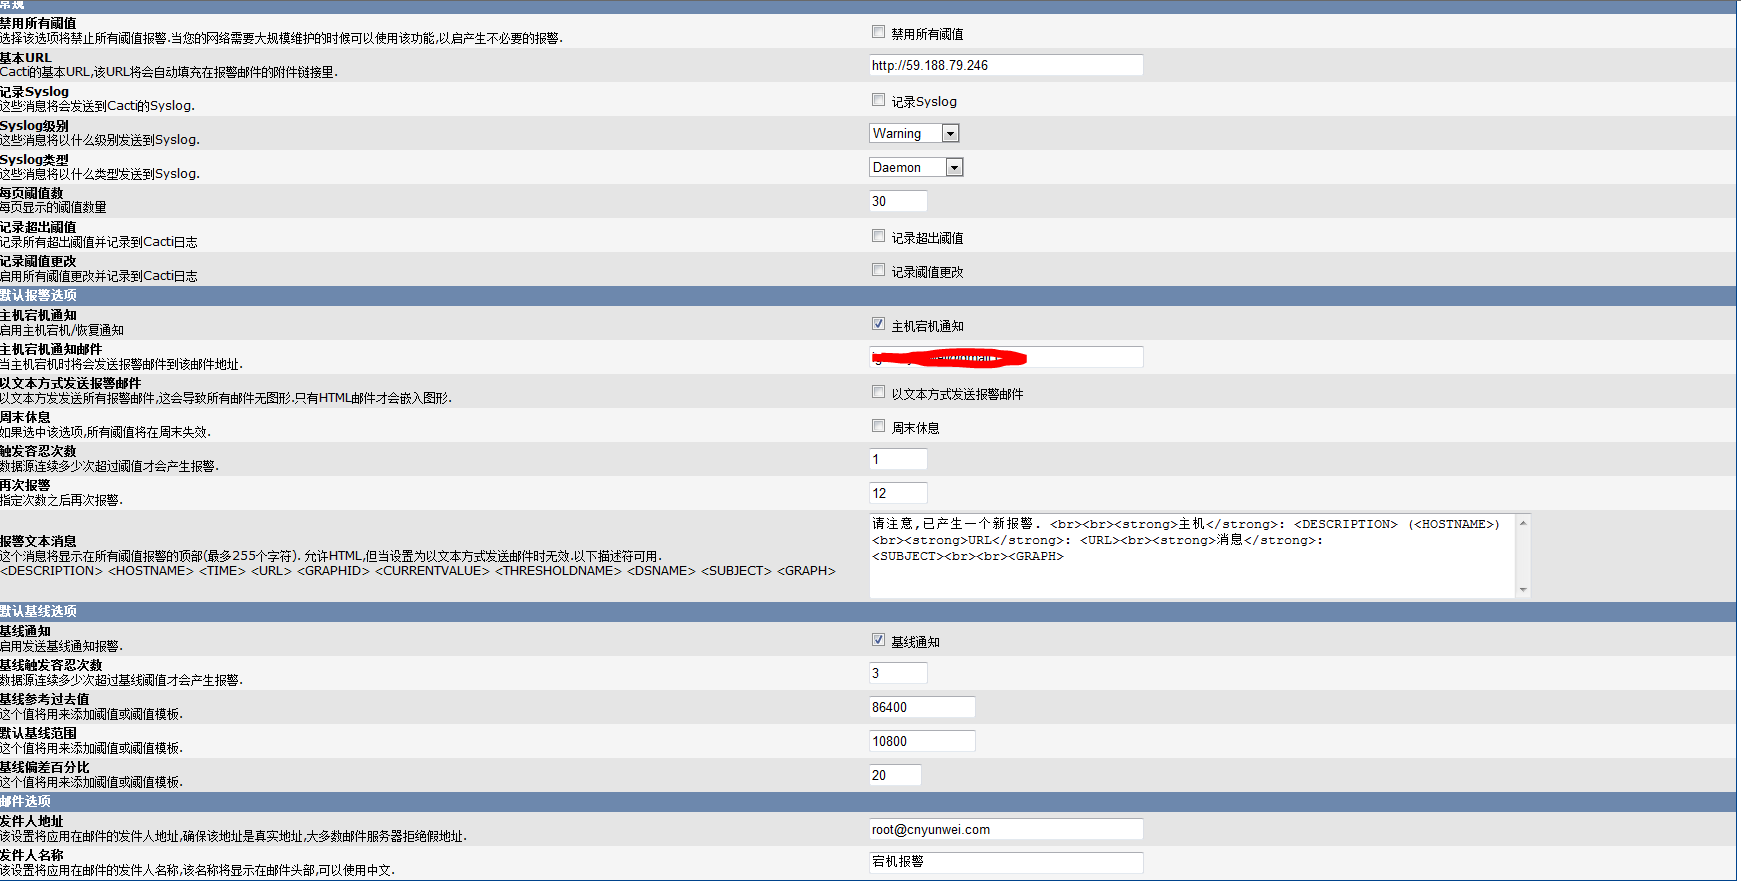 常规
禁用所有阈值
选择该选项将禁止所有阈值报警.当您的网络需要大规模维护的时候可以使用该功能,以启产生不必要的报警.
禁用所有阈值
基本URL
Cacti的基本URL,该URL将会自动填充在报警邮件的附件链接里.
http://59.188.79.246
记录Syslog
这些消息将会发送到Cacti的Syslog.
记录Syslog
Syslog级别
这些消息将以什么级别发送到Syslog.
Warning
Syslog类型
这些消息将以什么类型发送到Syslog.
Daemon
每页阈值数
每页显示的阈值数量
30
记录超出阈值
记录所有超出阈值并记录到Cacti日志
记录超出阈值
记录阈值更改
启用所有阈值更改并记录到Cacti日志
记录阈值更改
默认报警选项
主机宕机通知
启用主机宕机/恢复通知
主机宕机通知
主机宕机通知邮件
当主机宕机时将会发送报警邮件到该邮件地址.
以文本方式发送报警邮件
以文本方发发送所有报警邮件,这会导致所有邮件无图形.只有HTML邮件才会嵌入图形.
以文本方式发送报警邮件
周末休息
如果选中该选项,所有阈值将在周末失效.
周末休息
触发容忍次数
数据源连续多少次超过阈值才会产生报警.
1
再次报警
指定次数之后再次报警.
12
报警文本消息
这个消息将显示在所有阈值报警的顶部(最多255个字符). 允许HTML,但当设置为以文本方式发送邮件时无效.以下描述符可用.
<DESCRIPTION> <HOSTNAME> <TIME> <URL> <GRAPHID> <CURRENTVALUE> <THRESHOLDNAME> <DSNAME> <SUBJECT> <GRAPH>
请注意,已产生一个新报警. <br><br><strong>主机</strong>: <DESCRIPTION> (<HOSTNAME>)
<br><strong>URL</strong>: <URL><br><strong>消息</strong>:
<SUBJECT><br><br><GRAPH>
默认基线选项
基线通知
启用发送基线通知报警.
基线通知
基线触发容忍次数
数据源连续多少次超过基线阈值才会产生报警.
3
基线参考过去值
这个值将用来添加阈值或阈值模板.
86400
默认基线范围
这个值将用来添加阈值或阈值模板.
10800
基线偏差百分比
这个值将用来添加阈值或阈值模板.
20
邮件选项
发件人地址
该设置将应用在邮件的发件人地址,确保该地址是真实地址,大多数邮件服务器拒绝假地址.
root@cnyunwei.com
发件人名称
该设置将应用在邮件的发件人名称,该名称将显示在邮件头部,可以使用中文.
宕机报警